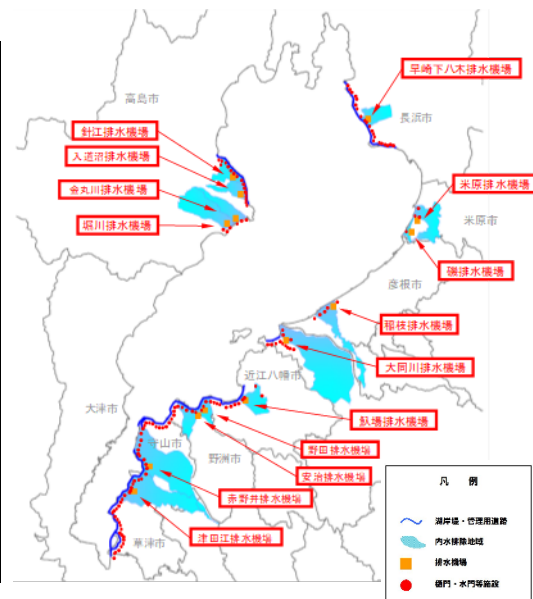 早崎下八木排水機場
高島市
長浜市
針江排水機場
入道沼排水機場
金丸川排水機場
堀川排水機場
米原排水機場
米原市
磯排水機場
彦根市
稲枝排水機場
大同川排水機場
近江八幡市
大津市
野田排水機場
守山市
野洲市
安治排水機場
赤野井排水機場
津田江排水機場
草津市
凡 例
湖岸堤・管理用道路
内水排除地域
排水機場
樋門・水門等施設